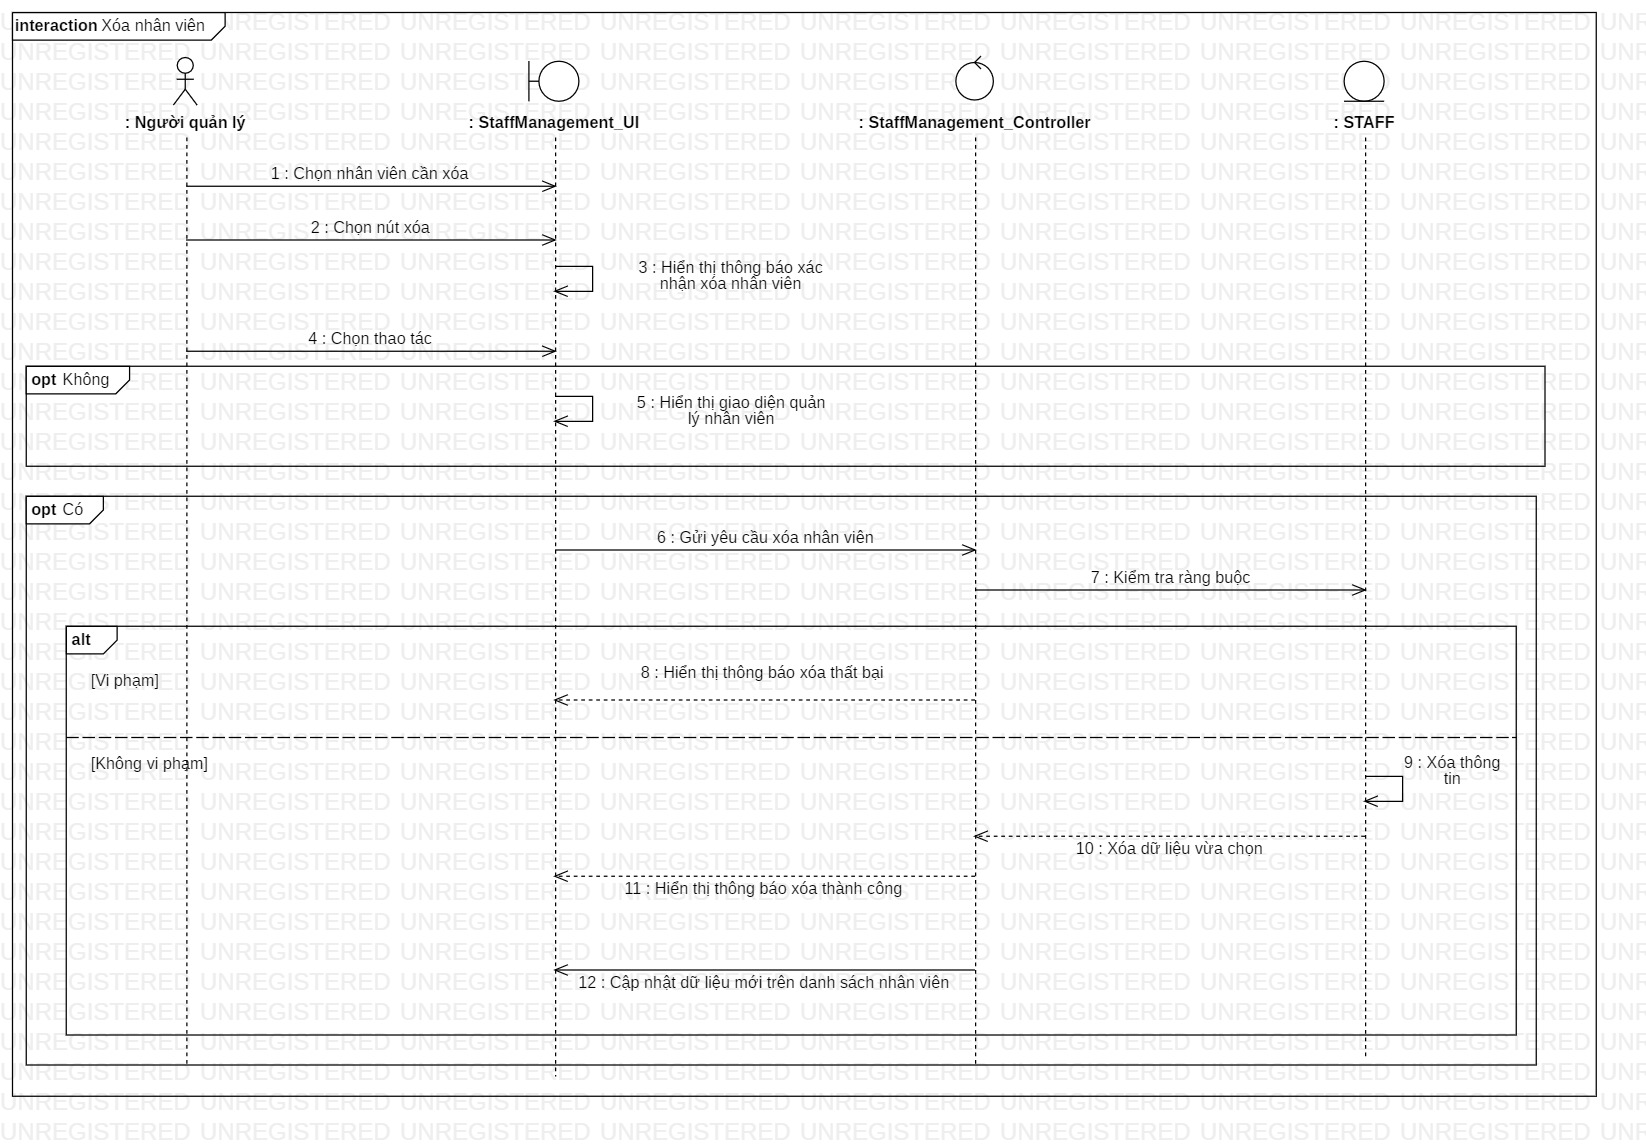 interaction Xóa nhân viên
: Người quản lý
: StaffManagement_UI
: StaffManagement_Controller
: STAFF
1 : Chọn nhân viên cần xóa
2 : Chọn nút xóa
3 : Hiển thị thông báo xác
nhận xóa nhân viên
4 : Chọn thao tác
opt Không
5 : Hiển thị giao diện quản
lý nhân viên
opt Có
6 : Gửi yêu cầu xóa nhân viên
7 : Kiểm tra ràng buộc
alt
8 : Hiển thị thông báo xóa thất bại
[Vi phạm]
[Không vi phạm]
9 : Xóa thông
tin
10 : Xóa dữ liệu vừa chọn
11 : Hiển thị thông báo xóa thành công
12 : Cập nhật dữ liệu mới trên danh sách nhân viên
UNREGISTERED